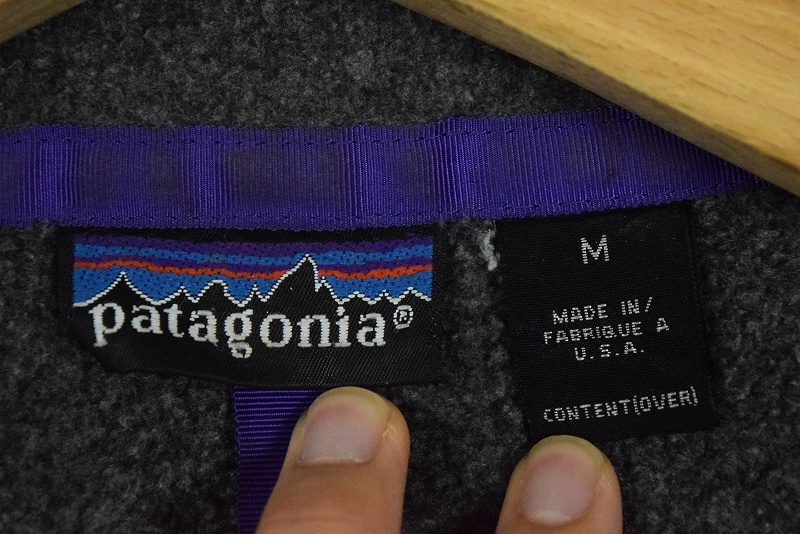 patagonia®
M
MADE IN/
FABRIQUE A
U.S.A.
CONTENT(OVER)